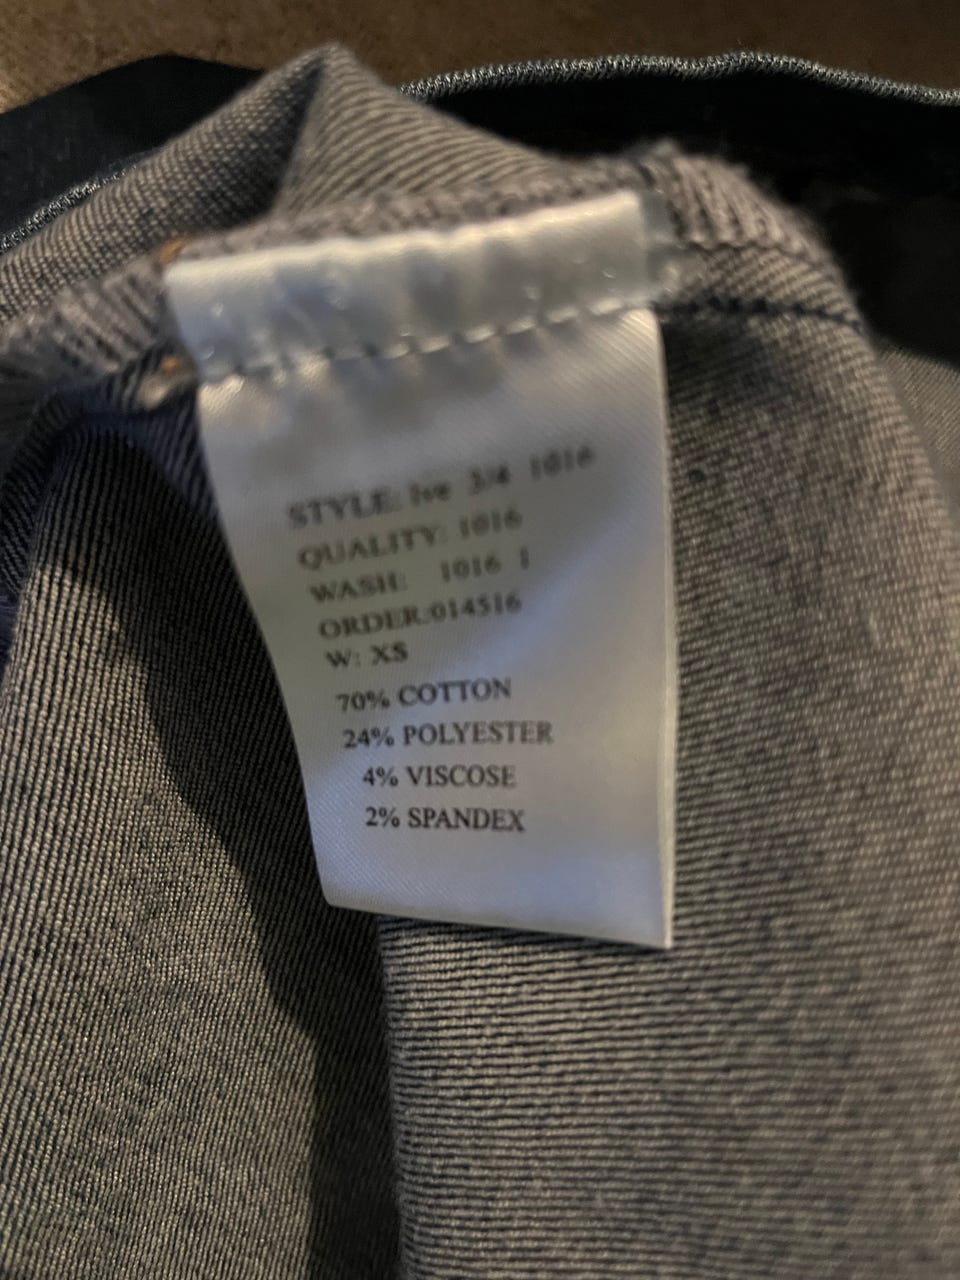 STYLE: Ive 3/4 1016
QUALITY: 1016
WASH: 1016 1
ORDER:014516
W: XS
70% COTTON
24% POLYESTER
4% VISCOSE
2% SPANDEX